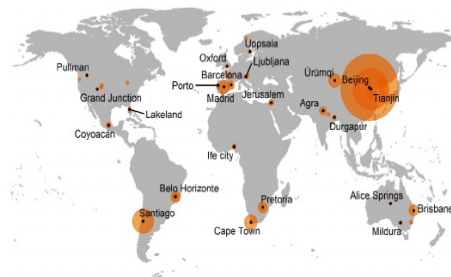 Uppsala
Oxford
Ljubljana
Pullman
Barcelona
Ürümqi
Beijing
Porto
Grand Junction
Madrid
Jerusalem
Tianjin
Lakeland
Agra
Coyoacán
Durgapur
Ife city
Belo Horizonte
Pretoria
Alice Springs
Santiago
Brisbane
Cape Town
Mildura